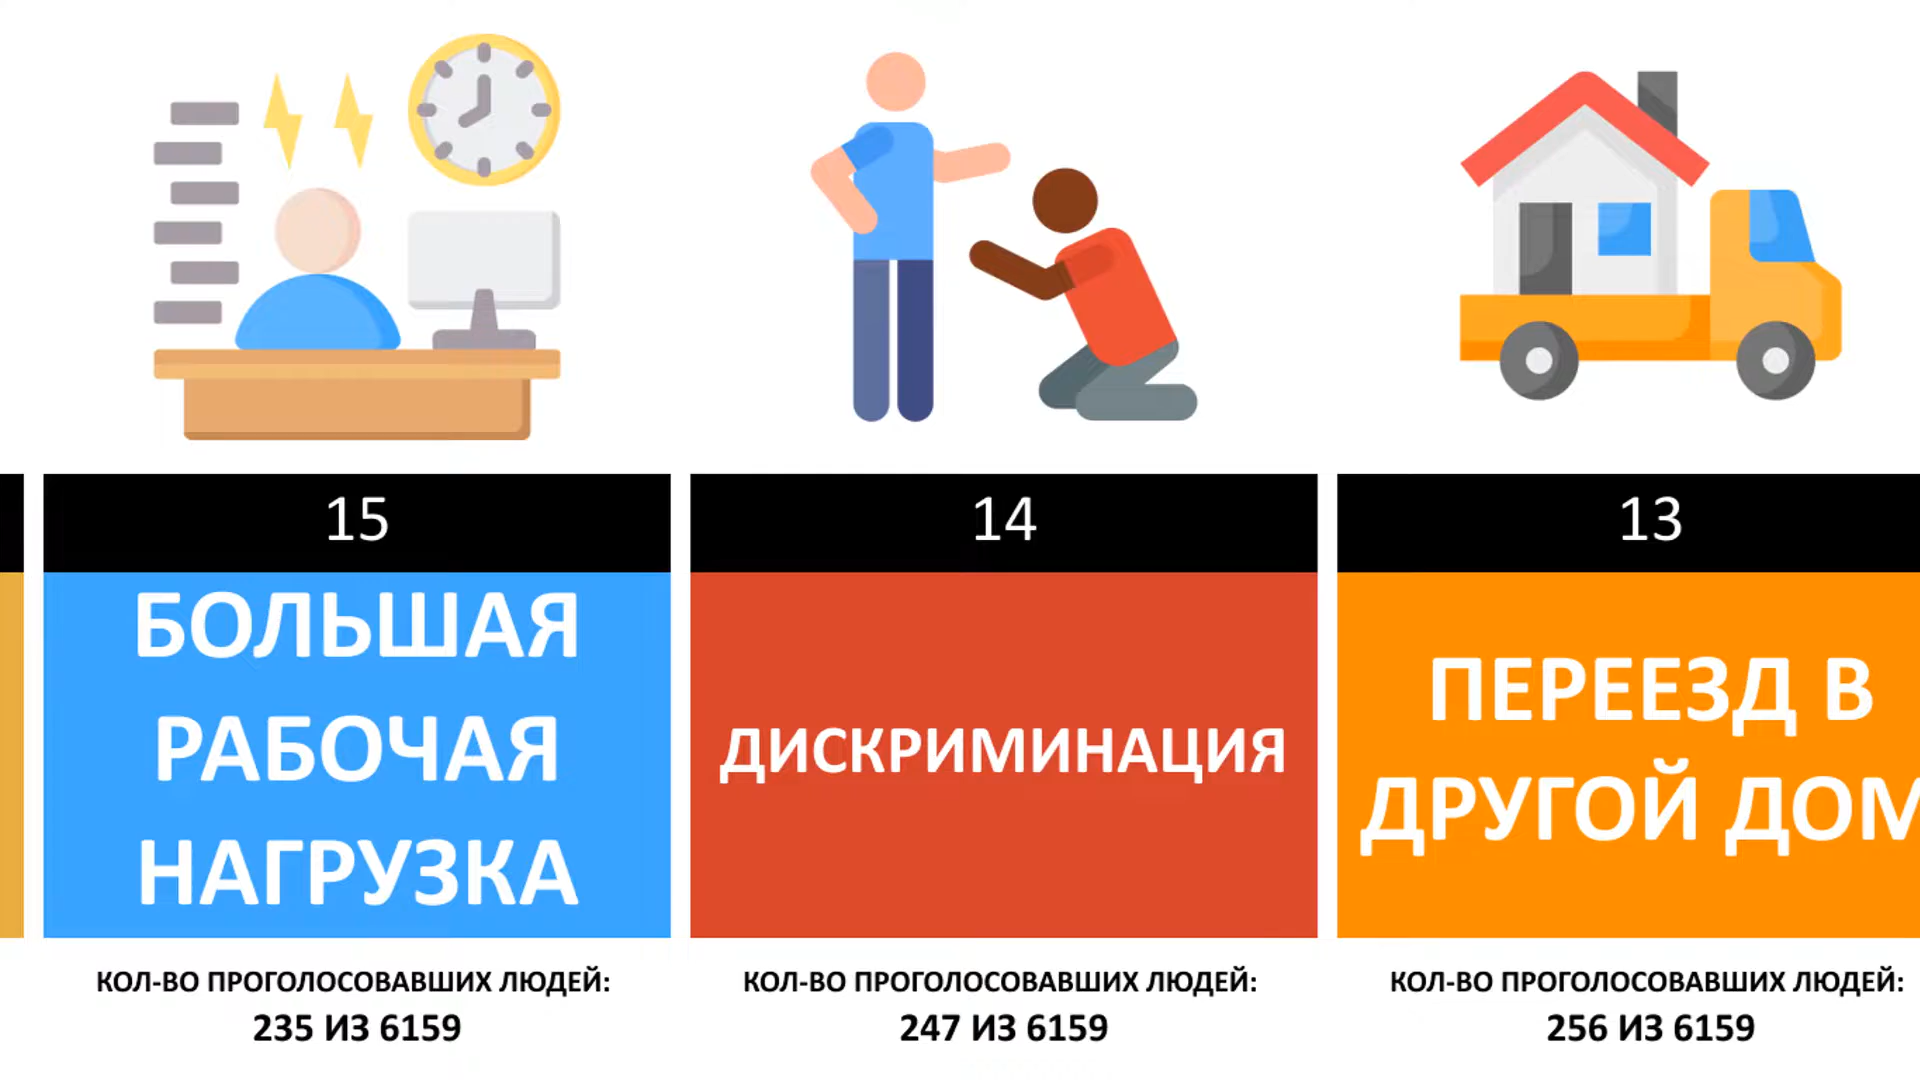 15
БОЛЬШАЯ
РАБОЧАЯ
НАГРУЗКА
КОЛ-ВО ПРОГОЛОСОВАВШИХ ЛЮДЕЙ:
235 ИЗ 6159
14
ДИСКРИМИНАЦИЯ
КОЛ-ВО ПРОГОЛОСОВАВШИХ ЛЮДЕЙ:
247 ИЗ 6159
13
ПЕРЕЕЗД В
ДРУГОЙ ДОМ
КОЛ-ВО ПРОГОЛОСОВАВШИХ ЛЮДЕЙ:
256 ИЗ 6159